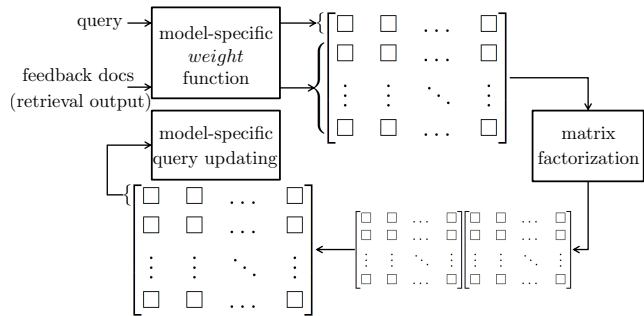 query
model-specific
weight
function
feedback docs
(retrieval output)
model-specific
query updating
matrix
factorization